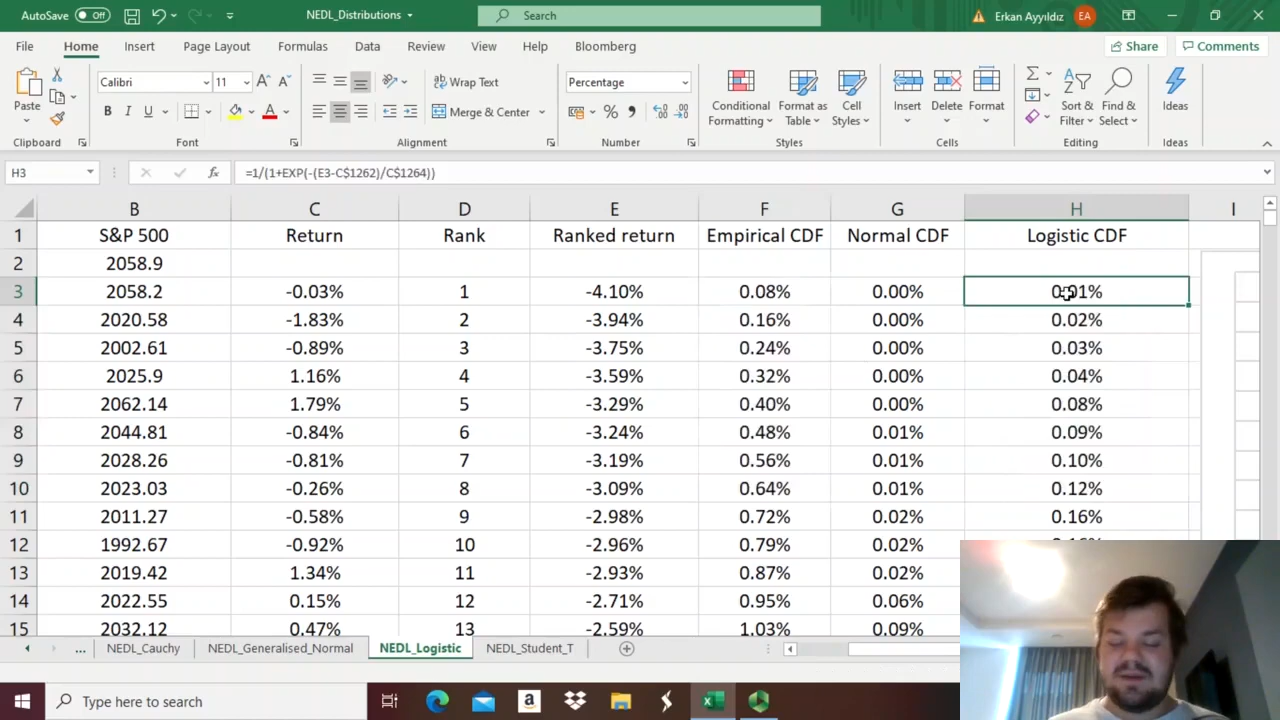 AutoSave Off NEDL_Distributions Search Erkan Ayyıldız EA
File Home Insert Page Layout Formulas Data Review View Help Bloomberg Share Comments
Paste Calibri 11 Wrap Text Percentage Conditional Formatting Format as Table Cell Styles Insert Delete Format Sort & Filter Find & Select Ideas
B I U Merge & Center
Clipboard Font Alignment Number Styles Cells Editing Ideas
H3 fx =1/(1+EXP(-(E3-C$1262)/C$1264))
B C D E F G H I
1 S&P 500 Return Rank Ranked return Empirical CDF Normal CDF Logistic CDF
2 2058.9
3 2058.2 -0.03% 1 -4.10% 0.08% 0.00% 0.01%
4 2020.58 -1.83% 2 -3.94% 0.16% 0.00% 0.02%
5 2002.61 -0.89% 3 -3.75% 0.24% 0.00% 0.03%
6 2025.9 1.16% 4 -3.59% 0.32% 0.00% 0.04%
7 2062.14 1.79% 5 -3.29% 0.40% 0.00% 0.08%
8 2044.81 -0.84% 6 -3.24% 0.48% 0.01% 0.09%
9 2028.26 -0.81% 7 -3.19% 0.56% 0.01% 0.10%
10 2023.03 -0.26% 8 -3.09% 0.64% 0.01% 0.12%
11 2011.27 -0.58% 9 -2.98% 0.72% 0.02% 0.16%
12 1992.67 -0.92% 10 -2.96% 0.79% 0.02%
13 2019.42 1.34% 11 -2.93% 0.87% 0.02%
14 2022.55 0.15% 12 -2.71% 0.95% 0.06%
15 2032.12 0.47% 13 -2.59% 1.03% 0.09%
... NEDL_Cauchy NEDL_Generalised_Normal NEDL_Logistic NEDL_Student_T
Type here to search